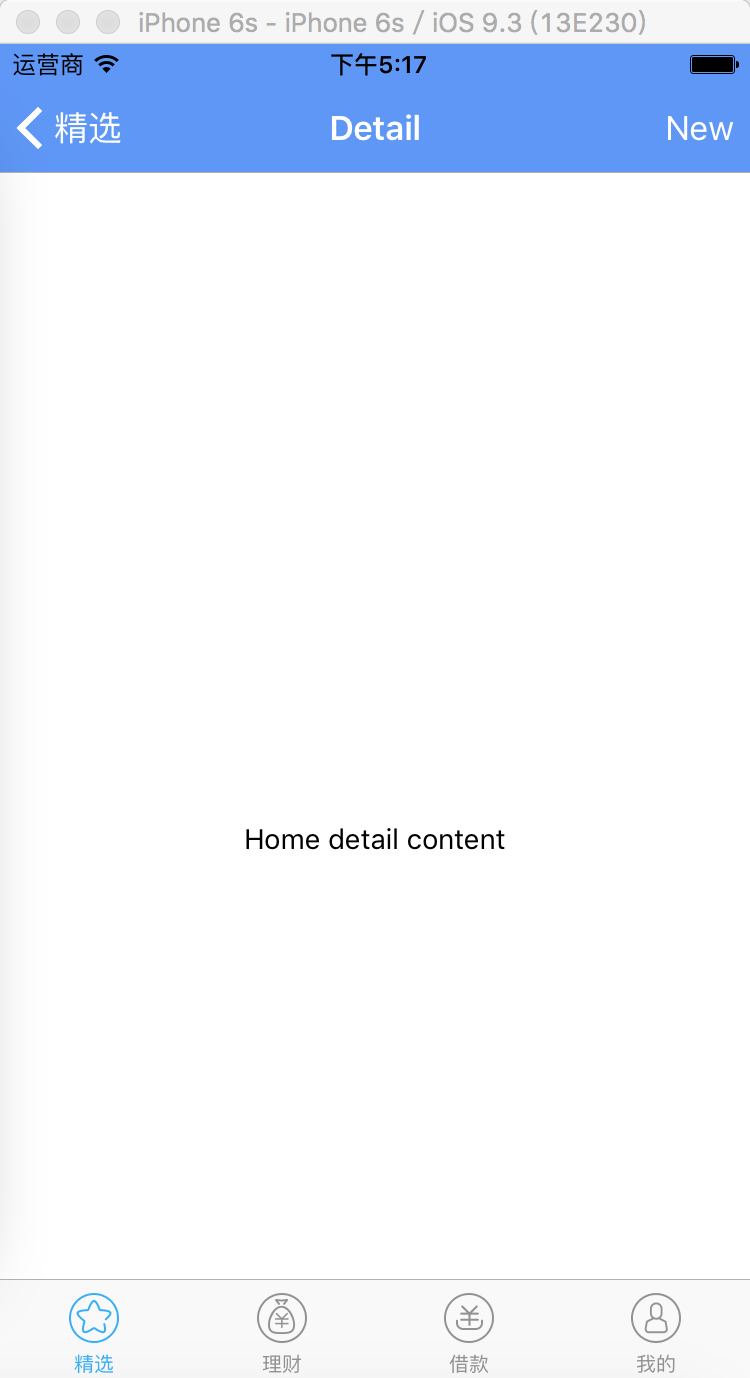 iPhone 6s - iPhone 6s / iOS 9.3 (13E230)
运营商 下午5:17
精选 Detail New
Home detail content
精选 理财 借款 我的